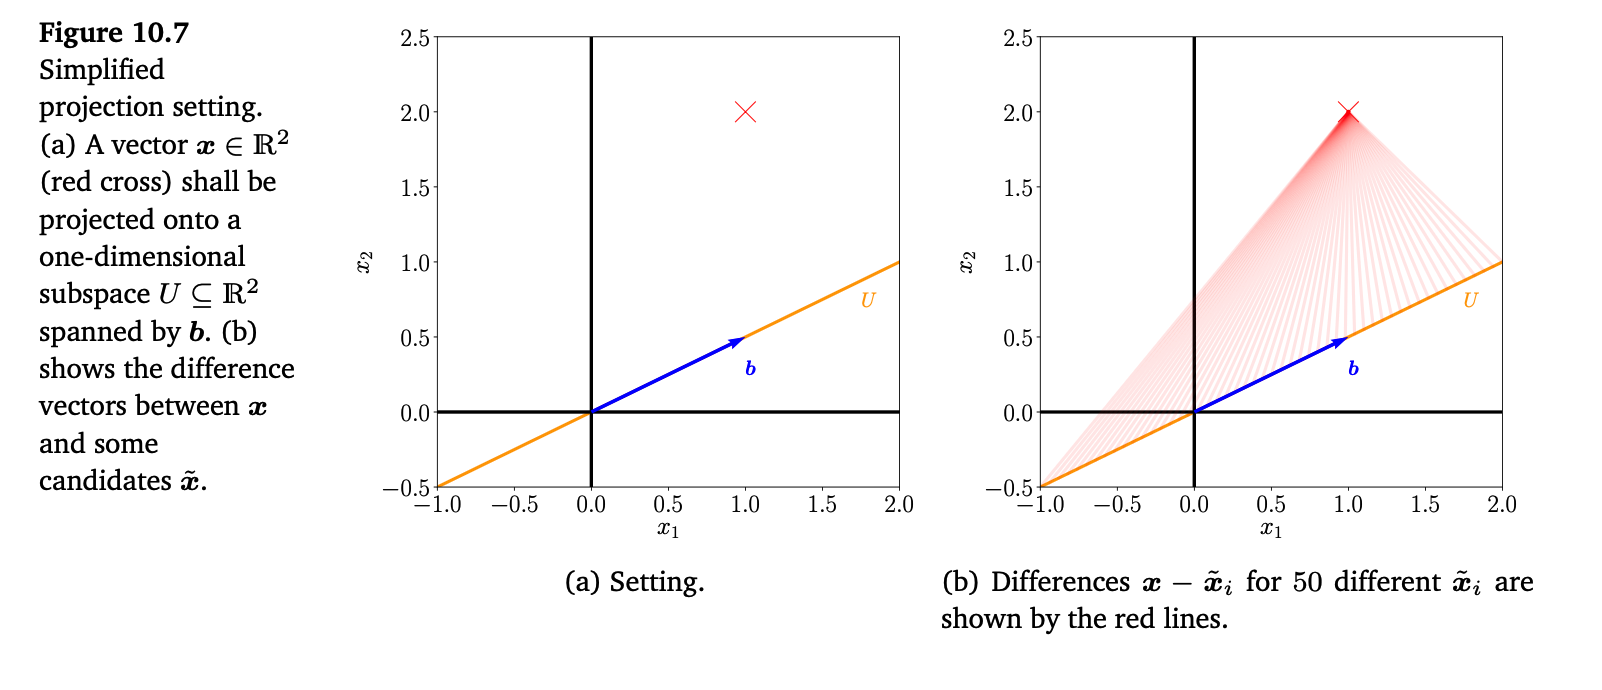 Figure 10.7
Simplified
projection setting.
(a) A vector x ∈ ℝ²
(red cross) shall be
projected onto a
one-dimensional
subspace U ⊆ ℝ²
spanned by b. (b)
shows the difference
vectors between x
and some
candidates x̃.
2.5
2.0
1.5
1.0
0.5
0.0
−0.5
x₂
U
b
−1.0 −0.5 0.0 0.5 1.0 1.5 2.0
x₁
(a) Setting.
2.5
2.0
1.5
1.0
0.5
0.0
−0.5
x₂
U
b
−1.0 −0.5 0.0 0.5 1.0 1.5 2.0
x₁
(b) Differences x − x̃ᵢ for 50 different x̃ᵢ are
shown by the red lines.